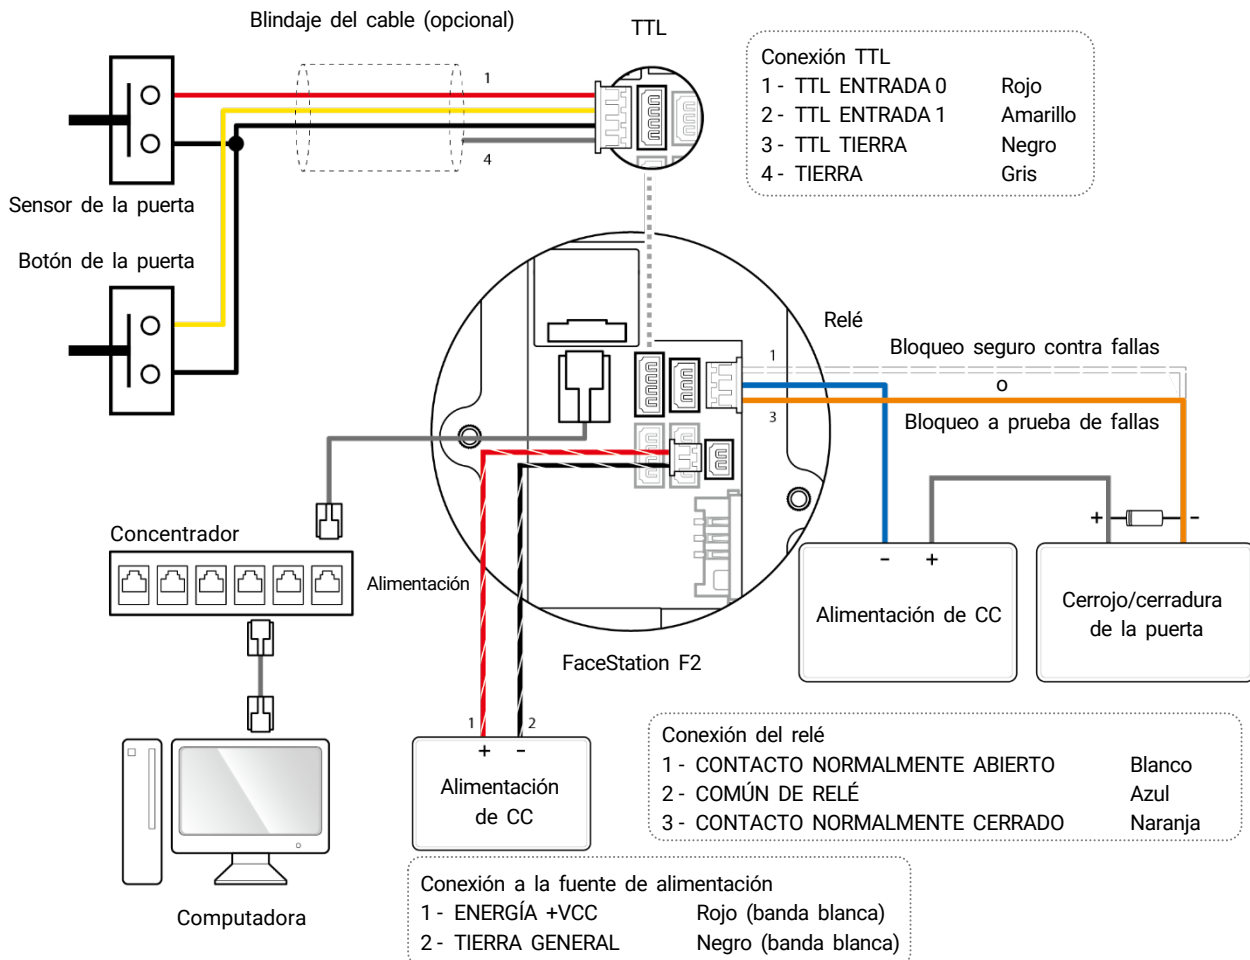 Blindaje del cable (opcional)
TTL
1
4
Conexión TTL
1 - TTL ENTRADA 0 Rojo
2 - TTL ENTRADA 1 Amarillo
3 - TTL TIERRA Negro
4 - TIERRA Gris
Sensor de la puerta
Botón de la puerta
Relé
1
Bloqueo seguro contra fallas
o
3
Bloqueo a prueba de fallas
Concentrador
Alimentación
+ −
− +
Alimentación de CC
Cerrojo/cerradura
de la puerta
FaceStation F2
1 2
+ −
Alimentación
de CC
Computadora
Conexión del relé
1 - CONTACTO NORMALMENTE ABIERTO Blanco
2 - COMÚN DE RELÉ Azul
3 - CONTACTO NORMALMENTE CERRADO Naranja
Conexión a la fuente de alimentación
1 - ENERGÍA +VCC Rojo (banda blanca)
2 - TIERRA GENERAL Negro (banda blanca)